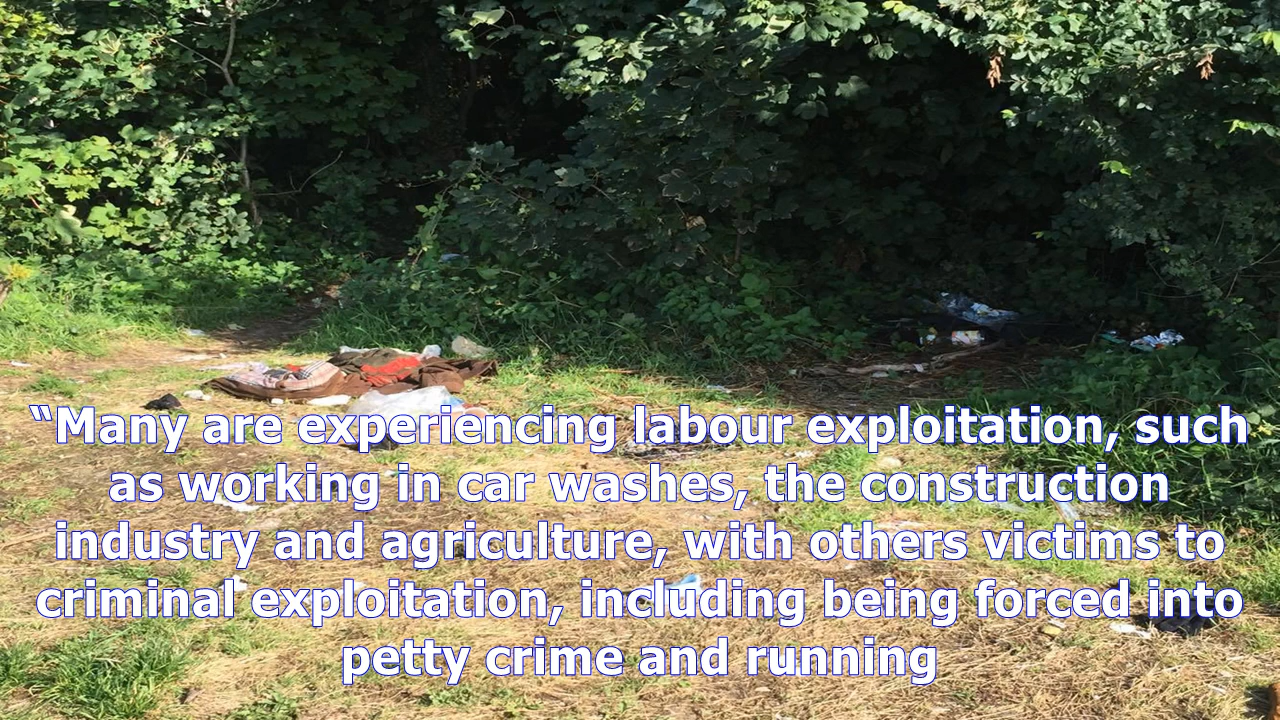 “Many are experiencing labour exploitation, such
as working in car washes, the construction
industry and agriculture, with others victims to
criminal exploitation, including being forced into
petty crime and running